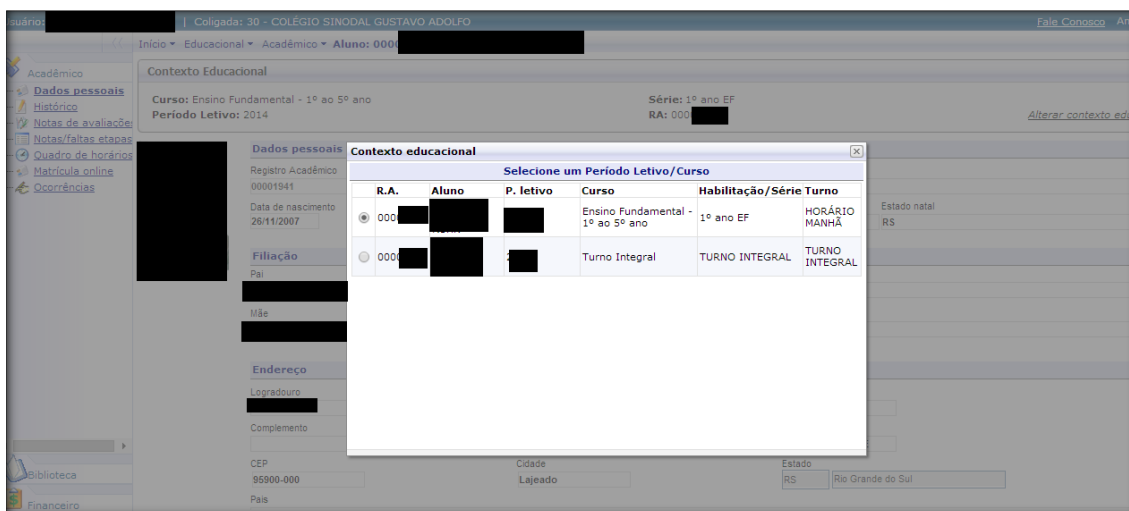 suário: | Coligada: 30 - COLÉGIO SINODAL GUSTAVO ADOLFO Fale Conosco
Início Educacional Acadêmico Aluno: 0000
Acadêmico
Dados pessoais
Histórico
Notas de avaliaçõe
Notas/faltas etapas
Quadro de horários
Matrícula online
Ocorrências
Biblioteca
Financeiro
Contexto Educacional
Curso: Ensino Fundamental - 1º ao 5º ano Série: 1º ano EF
Período Letivo: 2014 RA: 000 Alterar contexto edu
Dados pessoais
Registro Acadêmico
00001941
Data de nascimento Estado natal
26/11/2007 RS
Filiação
Pai
Mãe
Endereço
Logradouro
Complemento
CEP Cidade Estado
95900-000 Lajeado RS Rio Grande do Sul
Pais
Contexto educacional
Selecione um Período Letivo/Curso
R.A. Aluno P. letivo Curso Habilitação/Série Turno
000 Ensino Fundamental - 1º ano EF HORÁRIO
1º ao 5º ano MANHÃ
0000 Turno Integral TURNO INTEGRAL TURNO
INTEGRAL